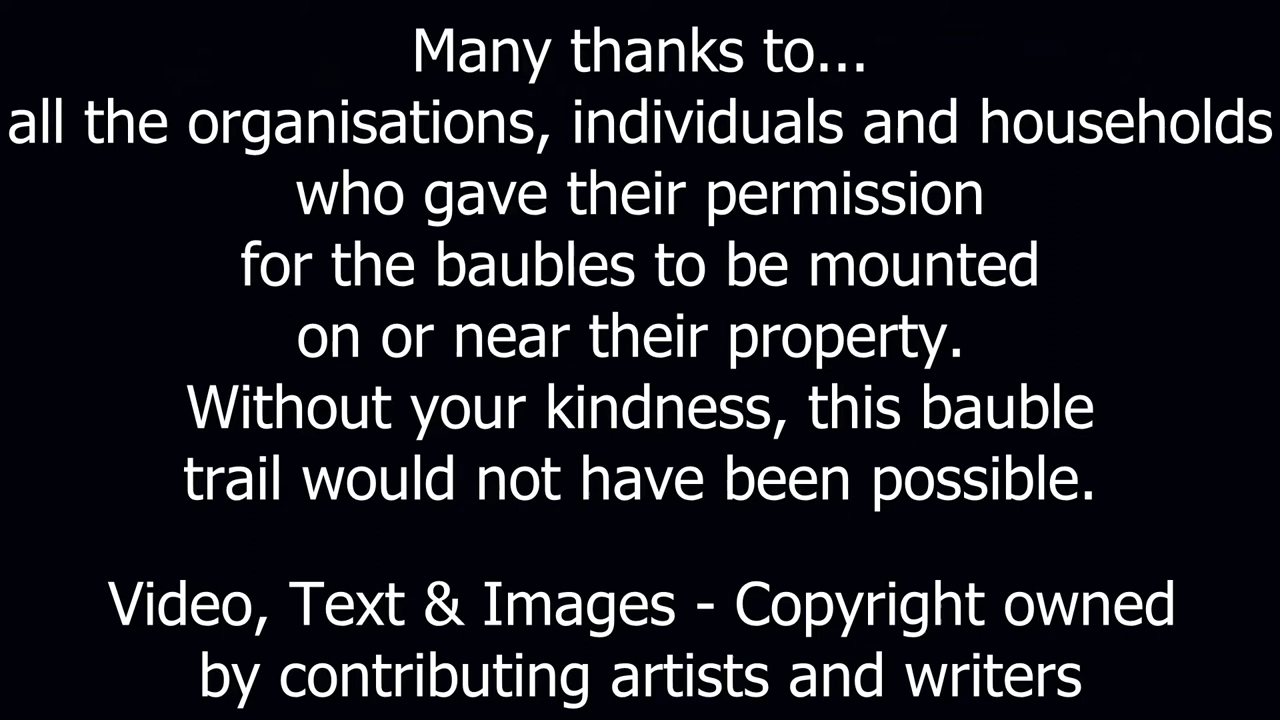 Many thanks to...
all the organisations, individuals and households
who gave their permission
for the baubles to be mounted
on or near their property.
Without your kindness, this bauble
trail would not have been possible.
Video, Text & Images - Copyright owned
by contributing artists and writers